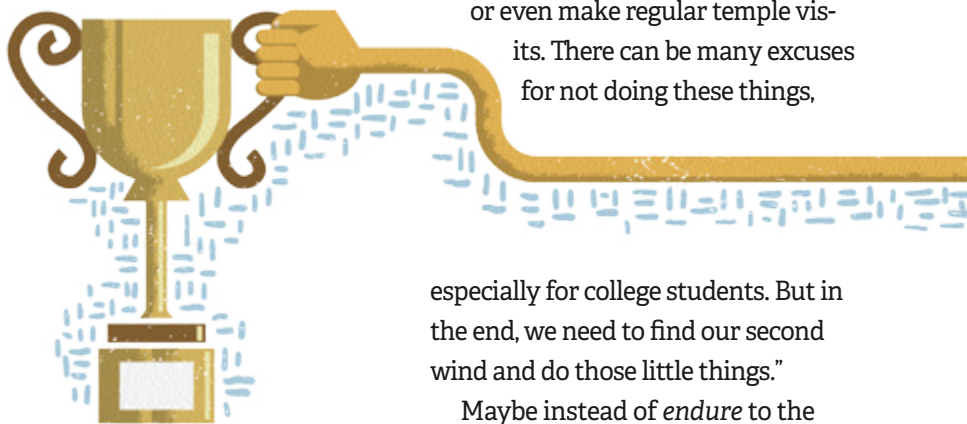 or even make regular temple vis-
its. There can be many excuses
for not doing these things,
especially for college students. But in
the end, we need to find our second
wind and do those little things.”
Maybe instead of endure to the